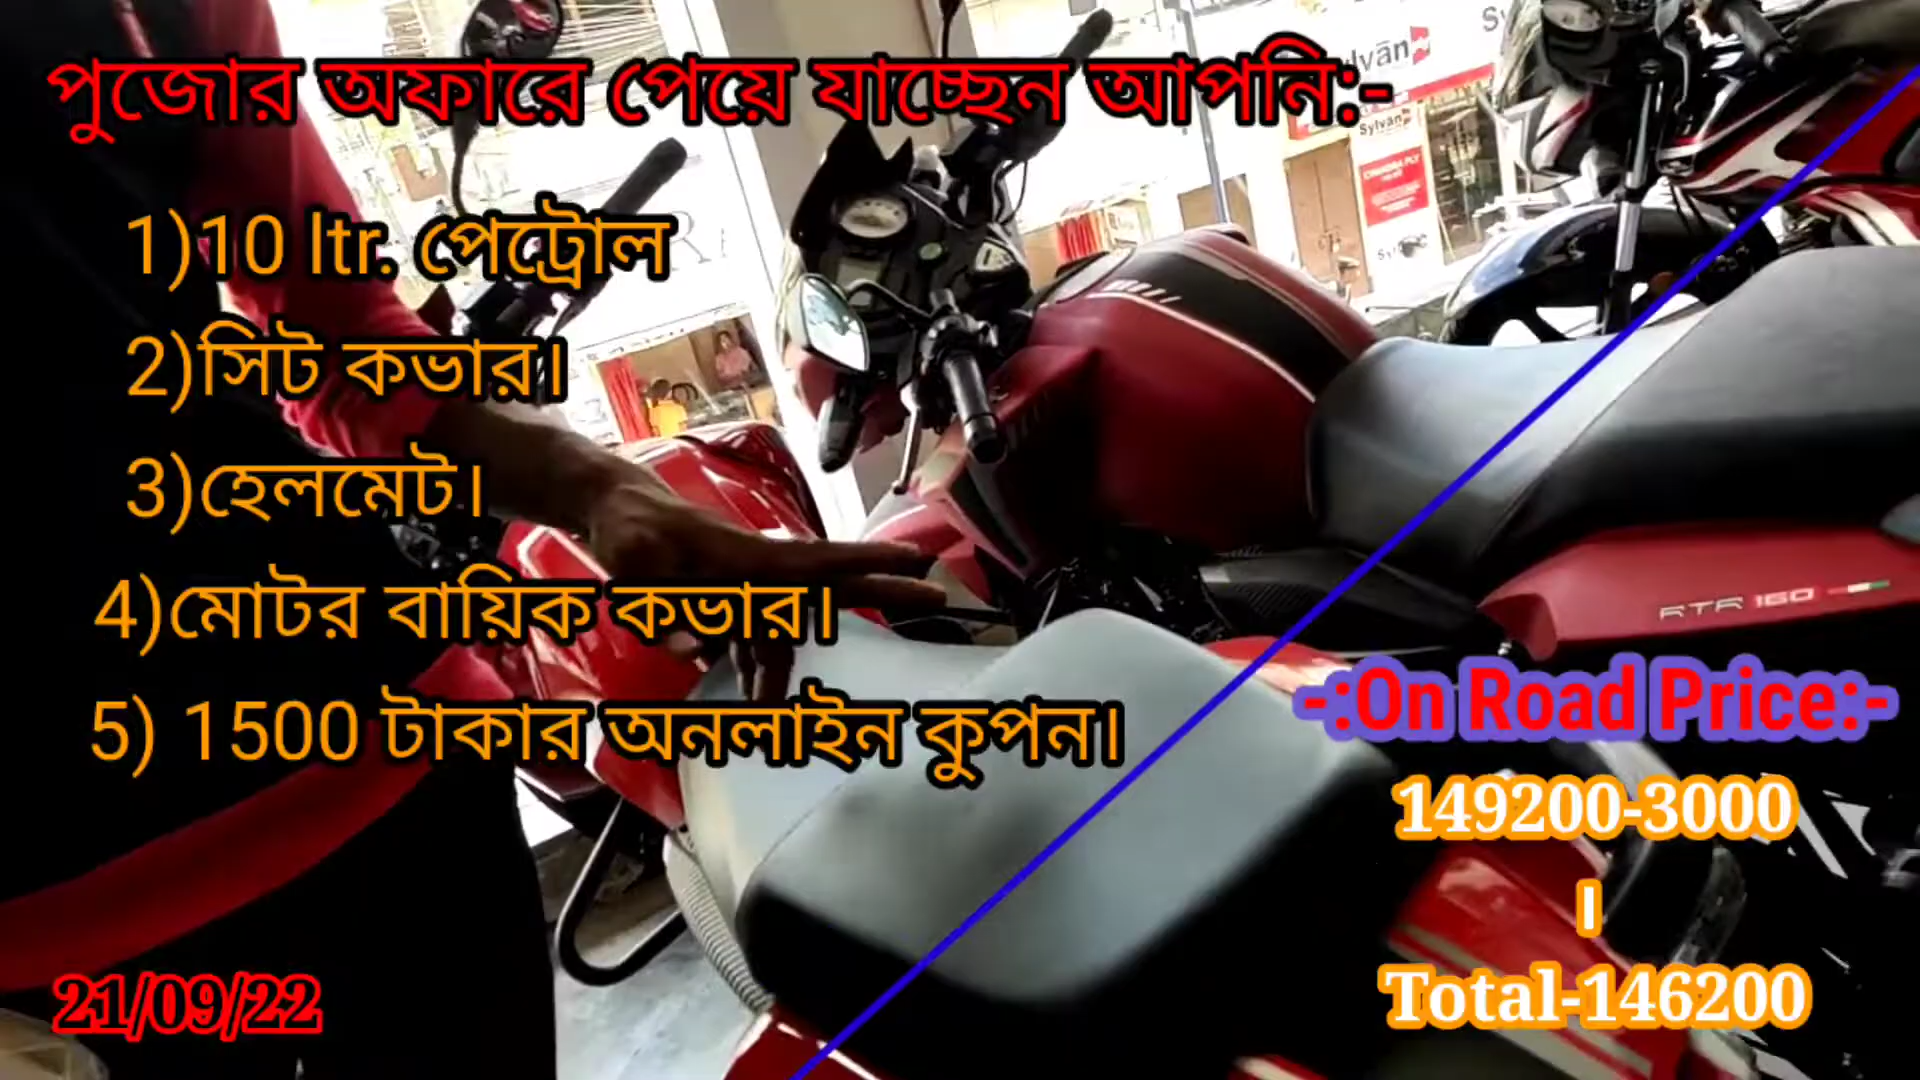 পুজোর অফারে পেয়ে যাচ্ছেন আপনি:-
1)10 ltr. পেট্রোল
2)সিট কভার।
3)হেলমেট।
4)মোটর বায়িক কভার।
5) 1500 টাকার অনলাইন কুপন।
-:On Road Price:-
149200-3000
।
Total-146200
21/09/22
Sylvan
RTR 160